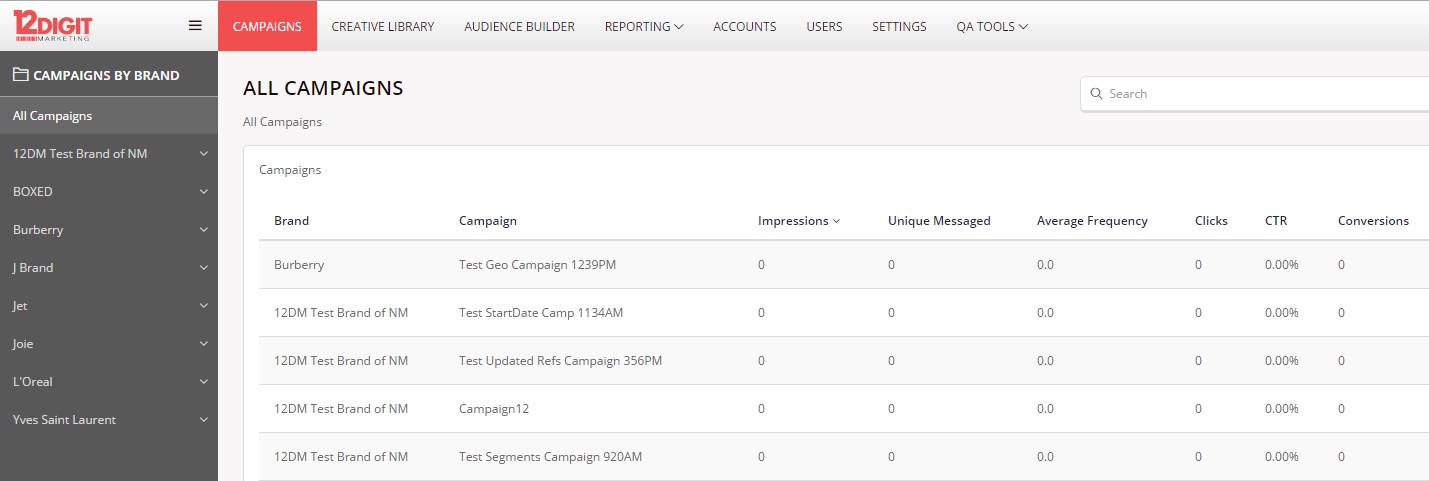 12DIGIT
MARKETING
CAMPAIGNS CREATIVE LIBRARY AUDIENCE BUILDER REPORTING ACCOUNTS USERS SETTINGS QA TOOLS
CAMPAIGNS BY BRAND
All Campaigns
12DM Test Brand of NM
BOXED
Burberry
J Brand
Jet
Joie
L'Oreal
Yves Saint Laurent
ALL CAMPAIGNS
Search
All Campaigns
Campaigns
Brand Campaign Impressions Unique Messaged Average Frequency Clicks CTR Conversions
Burberry Test Geo Campaign 1239PM 0 0 0.0 0 0.00% 0
12DM Test Brand of NM Test StartDate Camp 1134AM 0 0 0.0 0 0.00% 0
12DM Test Brand of NM Test Updated Refs Campaign 356PM 0 0 0.0 0 0.00% 0
12DM Test Brand of NM Campaign12 0 0 0.0 0 0.00% 0
12DM Test Brand of NM Test Segments Campaign 920AM 0 0 0.0 0 0.00% 0